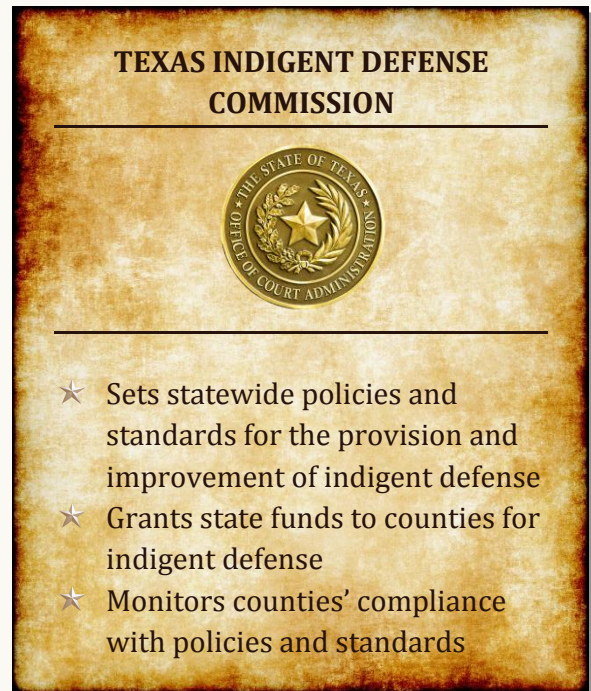 TEXAS INDIGENT DEFENSE
COMMISSION
★ THE STATE OF TEXAS ★
OFFICE OF COURT ADMINISTRATION
Sets statewide policies and
standards for the provision and
improvement of indigent defense
Grants state funds to counties for
indigent defense
Monitors counties’ compliance
with policies and standards